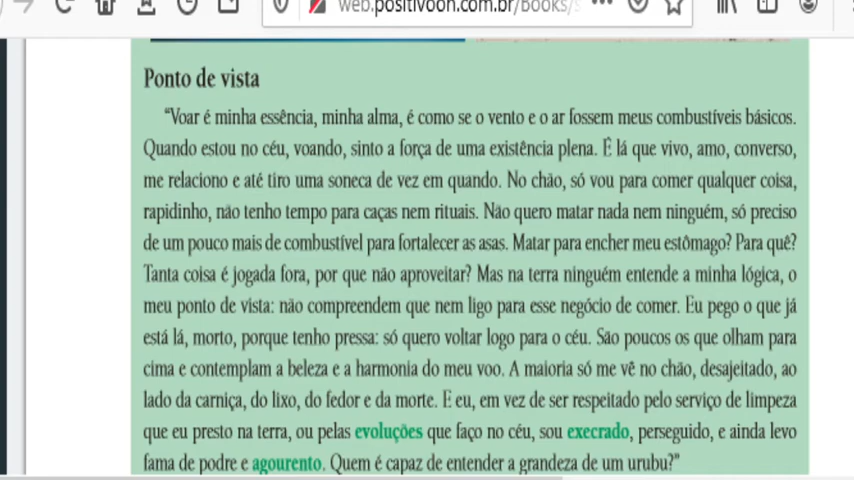 web.positivoon.com.br/Books/
Ponto de vista
“Voar é minha essência, minha alma, é como se o vento e o ar fossem meus combustíveis básicos.
Quando estou no céu, voando, sinto a força de uma existência plena. É lá que vivo, amo, converso,
me relaciono e até tiro uma soneca de vez em quando. No chão, só vou para comer qualquer coisa,
rapidinho, não tenho tempo para caças nem rituais. Não quero matar nada nem ninguém, só preciso
de um pouco mais de combustível para fortalecer as asas. Matar para encher meu estômago? Para quê?
Tanta coisa é jogada fora, por que não aproveitar? Mas na terra ninguém entende a minha lógica, o
meu ponto de vista: não compreendem que nem ligo para esse negócio de comer. Eu pego o que já
está lá, morto, porque tenho pressa: só quero voltar logo para o céu. São poucos os que olham para
cima e contemplam a beleza e a harmonia do meu voo. A maioria só me vê no chão, desajeitado, ao
lado da carniça, do lixo, do fedor e da morte. E eu, em vez de ser respeitado pelo serviço de limpeza
que eu presto na terra, ou pelas evoluções que faço no céu, sou execrado, perseguido, e ainda levo
fama de podre e agourento. Quem é capaz de entender a grandeza de um urubu?”